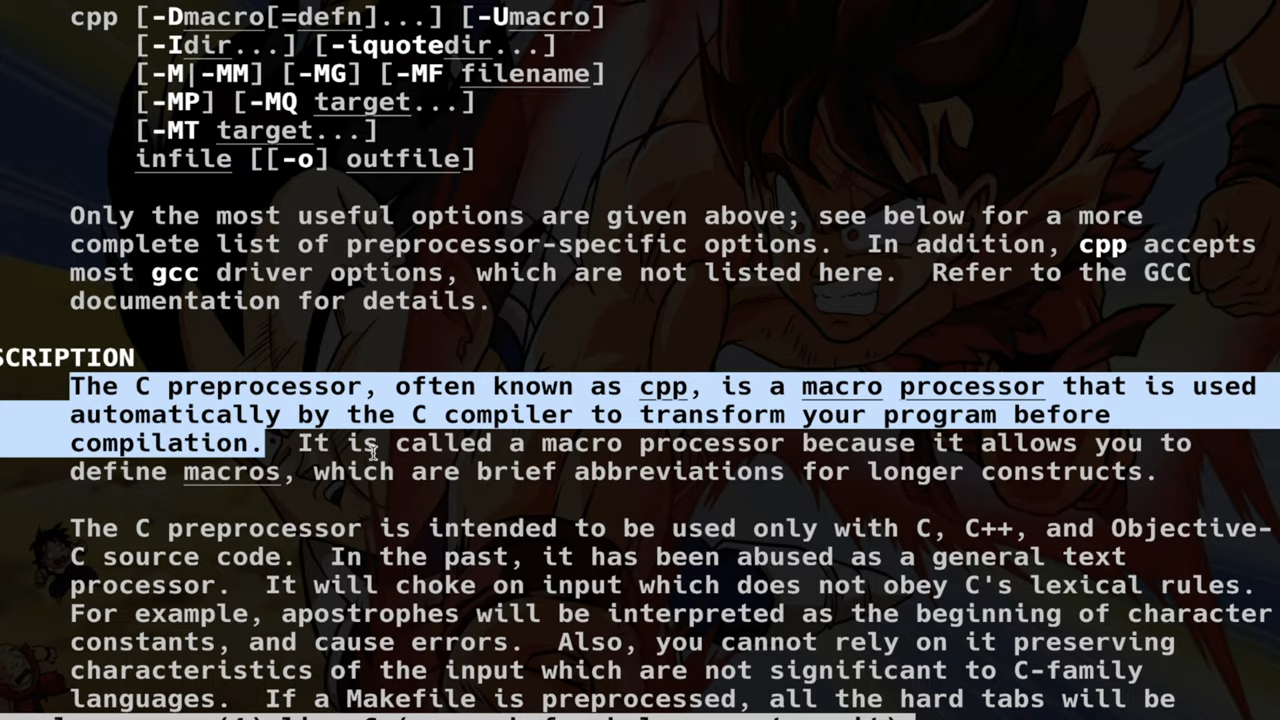 cpp [-Dmacro[=defn]...] [-Umacro]
[-Idir...] [-iquotedir...]
[-M|-MM] [-MG] [-MF filename]
[-MP] [-MQ target...]
[-MT target...]
infile [[-o] outfile]
Only the most useful options are given above; see below for a more
complete list of preprocessor-specific options.  In addition, cpp accepts
most gcc driver options, which are not listed here.  Refer to the GCC
documentation for details.
SCRIPTION
The C preprocessor, often known as cpp, is a macro processor that is used
automatically by the C compiler to transform your program before
compilation.  It is called a macro processor because it allows you to
define macros, which are brief abbreviations for longer constructs.
The C preprocessor is intended to be used only with C, C++, and Objective-
C source code.  In the past, it has been abused as a general text
processor.  It will choke on input which does not obey C's lexical rules.
For example, apostrophes will be interpreted as the beginning of character
constants, and cause errors.  Also, you cannot rely on it preserving
characteristics of the input which are not significant to C-family
languages.  If a Makefile is preprocessed, all the hard tabs will be